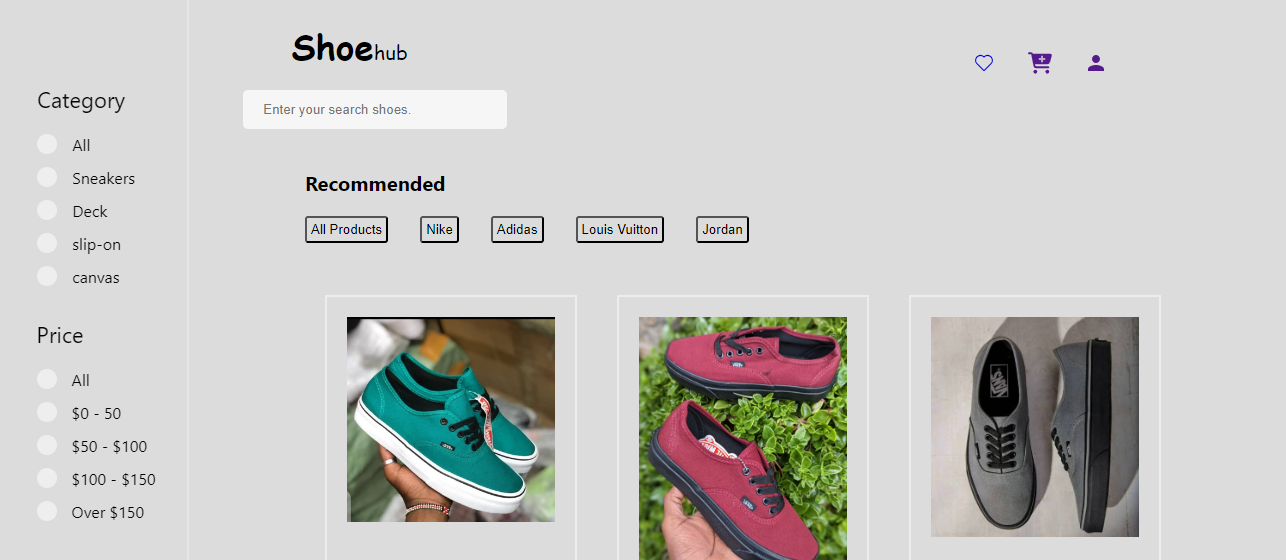 Shoehub
Enter your search shoes.
Category
All
Sneakers
Deck
slip-on
canvas
Price
All
$0 - 50
$50 - $100
$100 - $150
Over $150
Recommended
All Products
Nike
Adidas
Louis Vuitton
Jordan
VANS